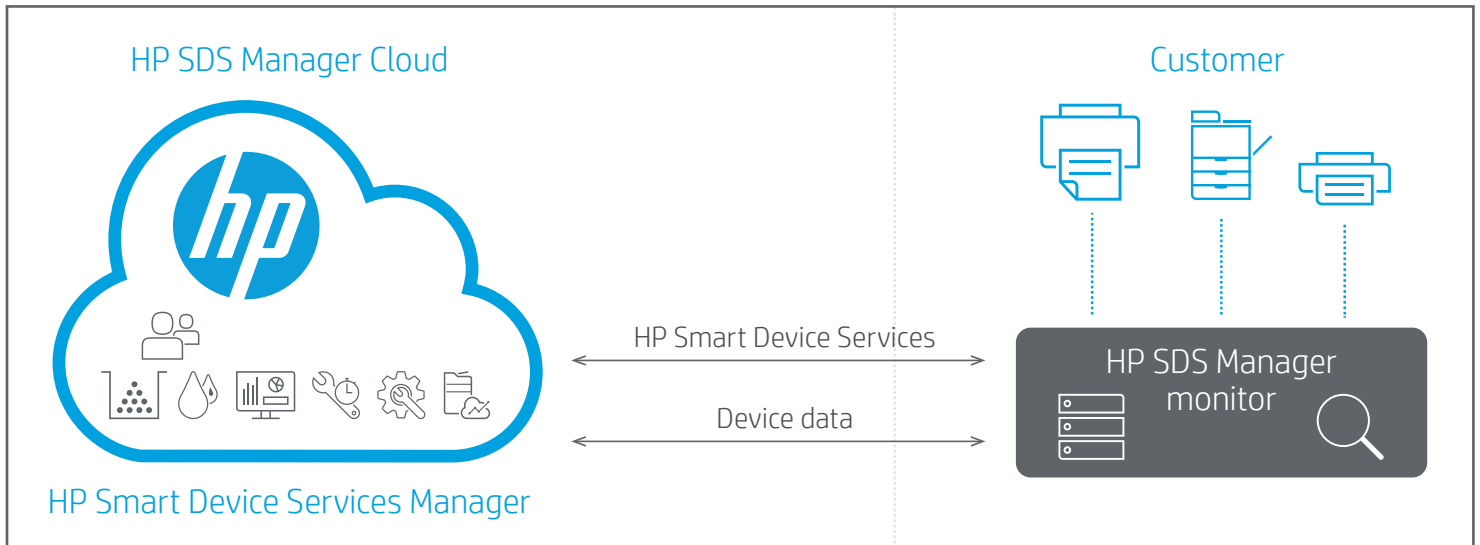 HP SDS Manager Cloud
Customer
hp
HP Smart Device Services
Device data
HP SDS Manager
monitor
HP Smart Device Services Manager